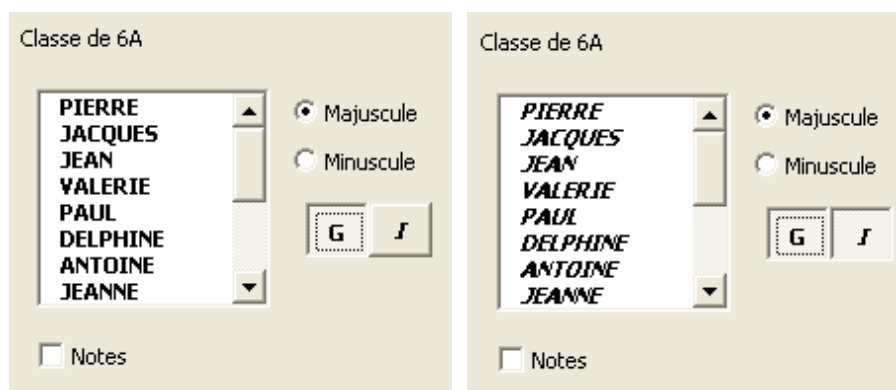 Classe de 6A
PIERRE
JACQUES
JEAN
VALERIE
PAUL
DELPHINE
ANTOINE
JEANNE
Majuscule
Minuscule
G I
Notes
Classe de 6A
PIERRE
JACQUES
JEAN
VALERIE
PAUL
DELPHINE
ANTOINE
JEANNE
Majuscule
Minuscule
G I
Notes